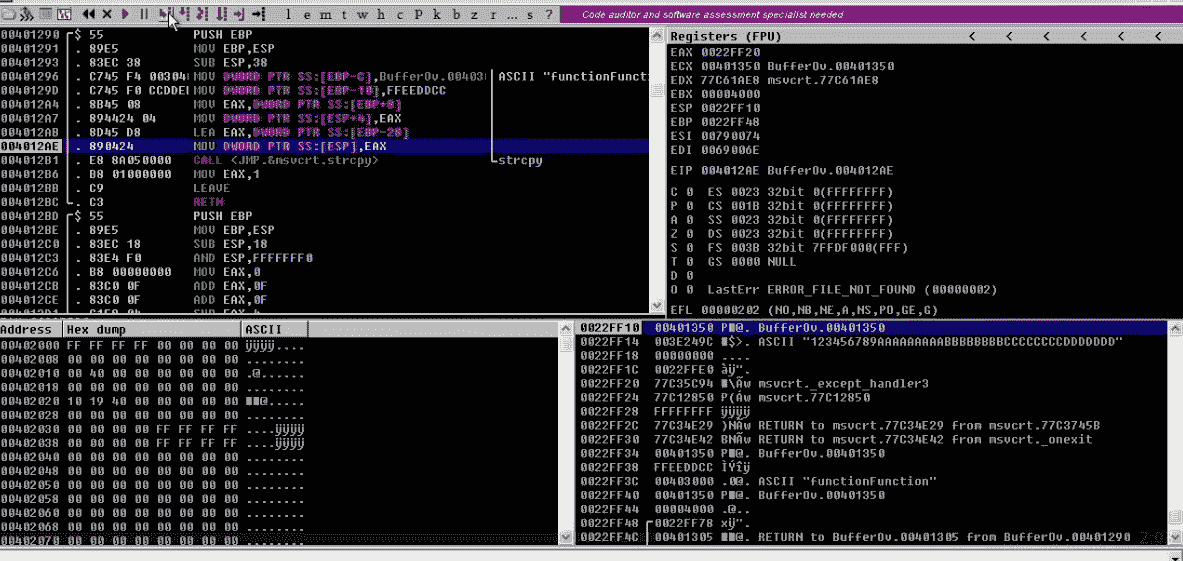 l e m t w h c P k b z r ... s ?
Code auditor and software assessment specialist needed
00401290 $ 55 PUSH EBP
00401291 . 89E5 MOV EBP,ESP
00401293 . 83EC 38 SUB ESP,38
00401296 . C745 F4 00304 MOV DWORD PTR SS:[EBP-C],BufferOv.00403 ASCII "functionFunct
0040129D . C745 F0 CCDDE MOV DWORD PTR SS:[EBP-10],FFEEDDCC
004012A4 . 8B45 08 MOV EAX,DWORD PTR SS:[EBP+8]
004012A7 . 894424 04 MOV DWORD PTR SS:[ESP+4],EAX
004012AB . 8D45 D8 LEA EAX,DWORD PTR SS:[EBP-28]
004012AE . 890424 MOV DWORD PTR SS:[ESP],EAX
004012B1 . E8 8A050000 CALL <JMP.&msvcrt.strcpy> strcpy
004012B6 . B8 01000000 MOV EAX,1
004012BB . C9 LEAVE
004012BC . C3 RETN
004012BD $ 55 PUSH EBP
004012BE . 89E5 MOV EBP,ESP
004012C0 . 83EC 18 SUB ESP,18
004012C3 . 83E4 F0 AND ESP,FFFFFFF0
004012C6 . B8 00000000 MOV EAX,0
004012CB . 83C0 0F ADD EAX,0F
004012CE . 83C0 0F ADD EAX,0F
Registers (FPU) < < < < < <
EAX 0022FF20
ECX 00401350 BufferOv.00401350
EDX 77C61AE8 msvcrt.77C61AE8
EBX 00004000
ESP 0022FF10
EBP 0022FF48
ESI 00790074
EDI 0069006E
EIP 004012AE BufferOv.004012AE
C 0 ES 0023 32bit 0(FFFFFFFF)
P 0 CS 001B 32bit 0(FFFFFFFF)
A 0 SS 0023 32bit 0(FFFFFFFF)
Z 0 DS 0023 32bit 0(FFFFFFFF)
S 0 FS 003B 32bit 7FFDF000(FFF)
T 0 GS 0000 NULL
D 0
O 0 LastErr ERROR_FILE_NOT_FOUND (00000002)
EFL 00000202 (NO,NB,NE,A,NS,PO,GE,G)
Address Hex dump ASCII
00402000 FF FF FF FF 00 00 00 00 ÿÿÿÿ....
00402008 00 00 00 00 00 00 00 00 ........
00402010 00 40 00 00 00 00 00 00 .@......
00402018 00 00 00 00 00 00 00 00 ........
00402020 10 19 40 00 00 00 00 00 @.....
00402028 00 00 00 00 00 00 00 00 ........
00402030 00 00 00 00 FF FF FF FF ....ÿÿÿÿ
00402038 00 00 00 00 FF FF FF FF ....ÿÿÿÿ
00402040 00 00 00 00 00 00 00 00 ........
00402048 00 00 00 00 00 00 00 00 ........
00402050 00 00 00 00 00 00 00 00 ........
00402058 00 00 00 00 00 00 00 00 ........
00402060 00 00 00 00 00 00 00 00 ........
00402068 00 00 00 00 00 00 00 00 ........
00402070 00 00 00 00 00 00 00 00 ........
0022FF10 00401350 P@. BufferOv.00401350
0022FF14 003E249C $>. ASCII "123456789AAAAAAAAABBBBBBBBBCCCCCCCCDDDDDDD"
0022FF18 00000000 ....
0022FF1C 0022FFE0 àÿ".
0022FF20 77C35C94 \Ãw msvcrt._except_handler3
0022FF24 77C12850 P(Áw msvcrt.77C12850
0022FF28 FFFFFFFF ÿÿÿÿ
0022FF2C 77C34E29 )NÃw RETURN to msvcrt.77C34E29 from msvcrt.77C3745B
0022FF30 77C34E42 BNÃw RETURN to msvcrt.77C34E42 from msvcrt._onexit
0022FF34 00401350 P@. BufferOv.00401350
0022FF38 FFEEDDCC ÌÝîÿ
0022FF3C 00403000 .0@. ASCII "functionFunction"
0022FF40 00401350 P@. BufferOv.00401350
0022FF44 00004000 .@..
0022FF48 0022FF78 xÿ".
0022FF4C 00401305 @. RETURN to BufferOv.00401305 from BufferOv.00401290